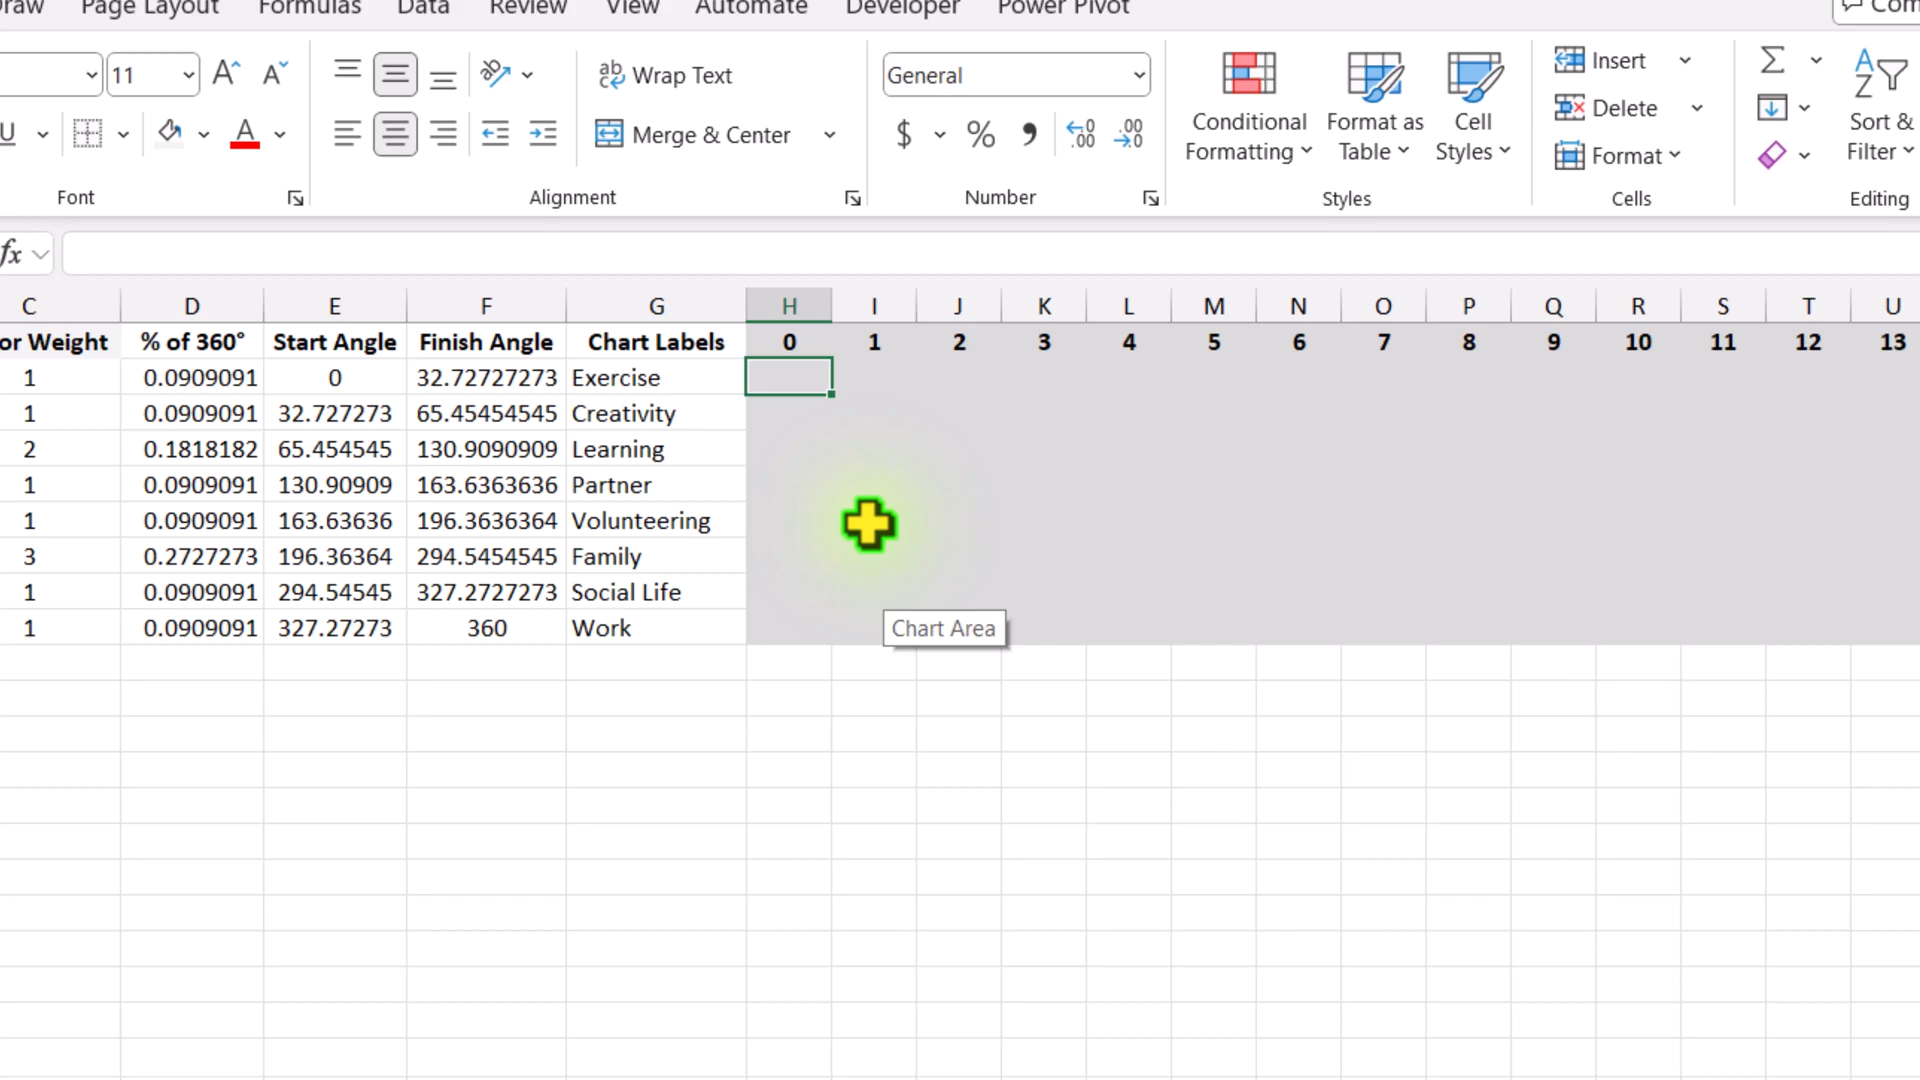 Draw Page Layout Formulas Data Review View Automate Developer Power Pivot Com
11 A A ab Wrap Text General Conditional Formatting Format as Table Cell Styles Insert Delete Format Σ Sort & Filter
U A Merge & Center $ % , .00 .00
Font Alignment Number Styles Cells Editing
fx
C D E F G H I J K L M N O P Q R S T U
or Weight % of 360° Start Angle Finish Angle Chart Labels 0 1 2 3 4 5 6 7 8 9 10 11 12 13
1 0.0909091 0 32.72727273 Exercise
1 0.0909091 32.727273 65.45454545 Creativity
2 0.1818182 65.454545 130.9090909 Learning
1 0.0909091 130.90909 163.6363636 Partner
1 0.0909091 163.63636 196.3636364 Volunteering
3 0.2727273 196.36364 294.5454545 Family
1 0.0909091 294.54545 327.2727273 Social Life
1 0.0909091 327.27273 360 Work
Chart Area